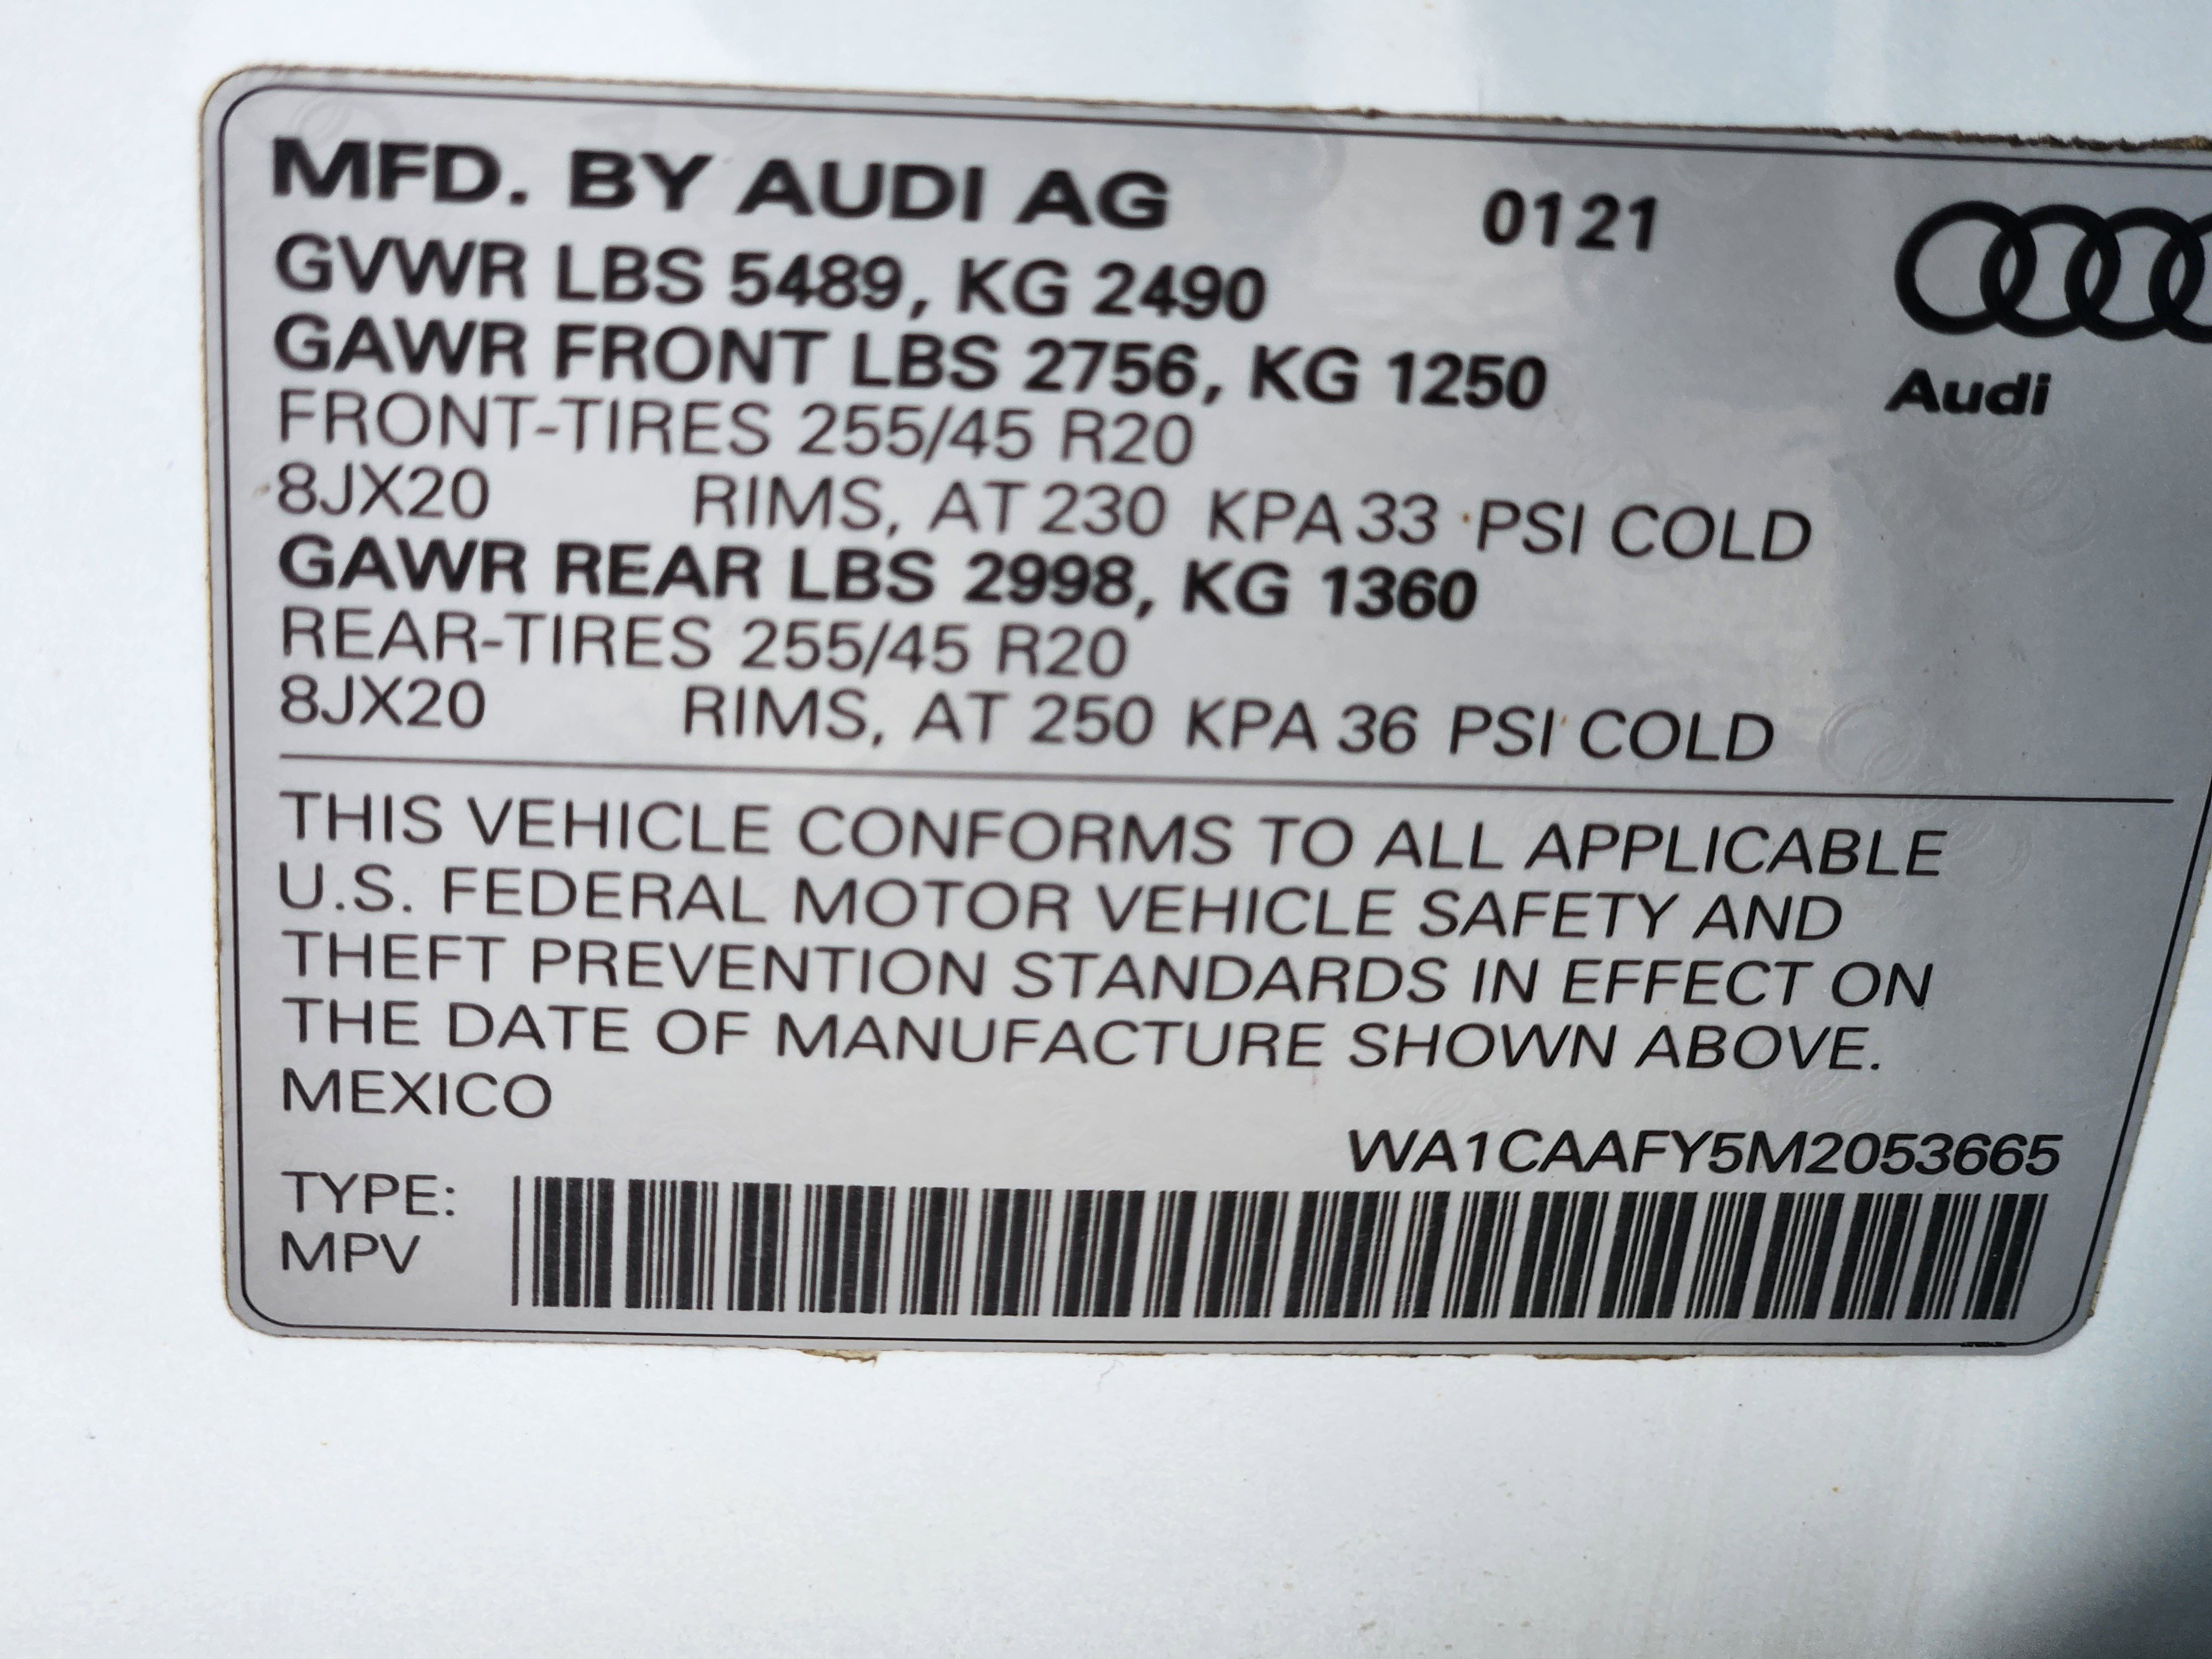 MFD. BY AUDI AG 0121
GVWR LBS 5489, KG 2490
GAWR FRONT LBS 2756, KG 1250
Audi
FRONT-TIRES 255/45 R20
8JX20 RIMS, AT 230 KPA 33 PSI COLD
GAWR REAR LBS 2998, KG 1360
REAR-TIRES 255/45 R20
8JX20 RIMS, AT 250 KPA 36 PSI COLD
THIS VEHICLE CONFORMS TO ALL APPLICABLE
U.S. FEDERAL MOTOR VEHICLE SAFETY AND
THEFT PREVENTION STANDARDS IN EFFECT ON
THE DATE OF MANUFACTURE SHOWN ABOVE.
MEXICO
WA1CAAFY5M2053665
TYPE:
MPV